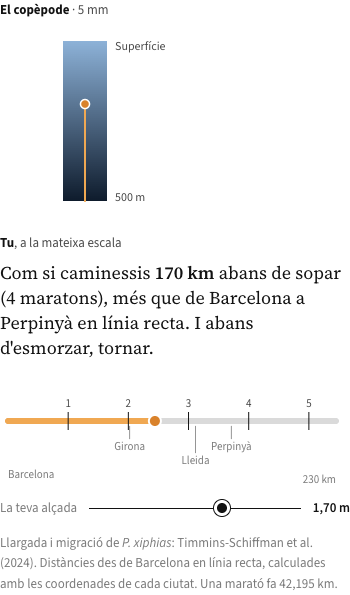 El copèpode · 5 mm
Superfície
500 m
Tu, a la mateixa escala
Com si caminessis 170 km abans de sopar
(4 maratons), més que de Barcelona a
Perpinyà en línia recta. I abans
d'esmorzar, tornar.
1 2 3 4 5
Girona Perpinyà
Lleida
Barcelona 230 km
La teva alçada 1,70 m
Llargada i migració de P. xiphias: Timmins-Schiffman et al.
(2024). Distàncies des de Barcelona en línia recta, calculades
amb les coordenades de cada ciutat. Una marató fa 42,195 km.